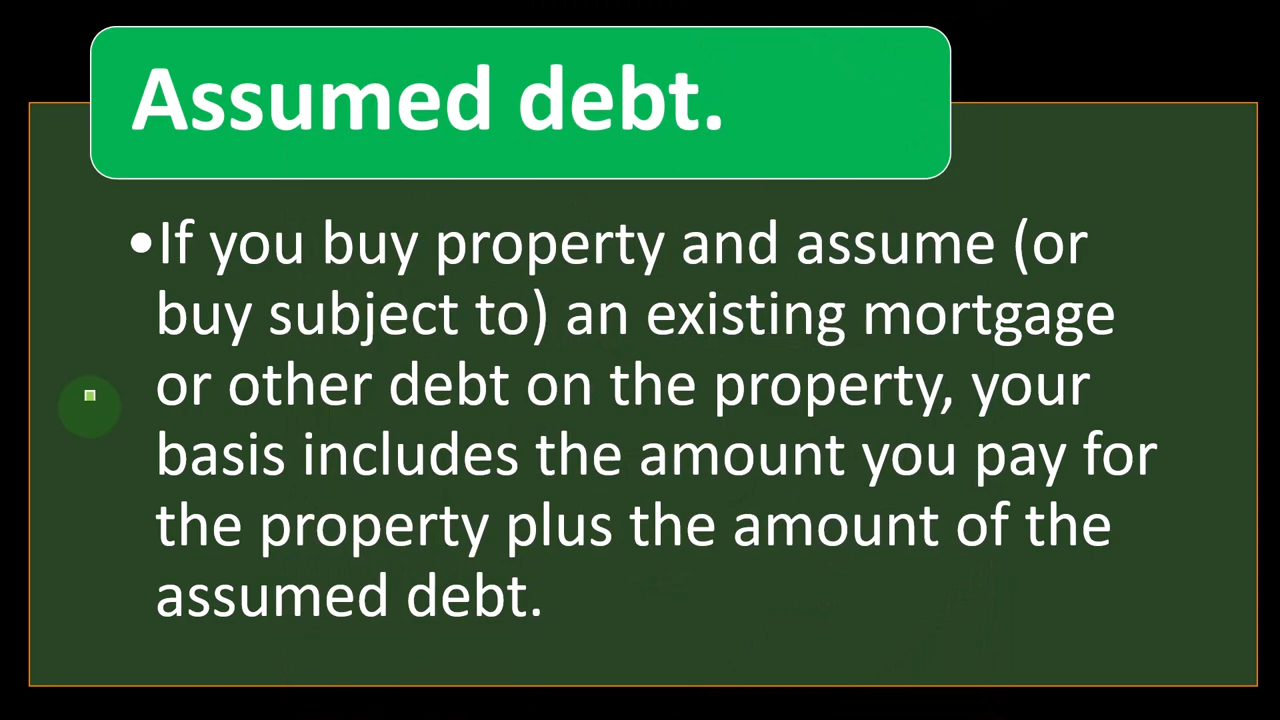 Assumed debt.
•If you buy property and assume (or
buy subject to) an existing mortgage
or other debt on the property, your
basis includes the amount you pay for
the property plus the amount of the
assumed debt.